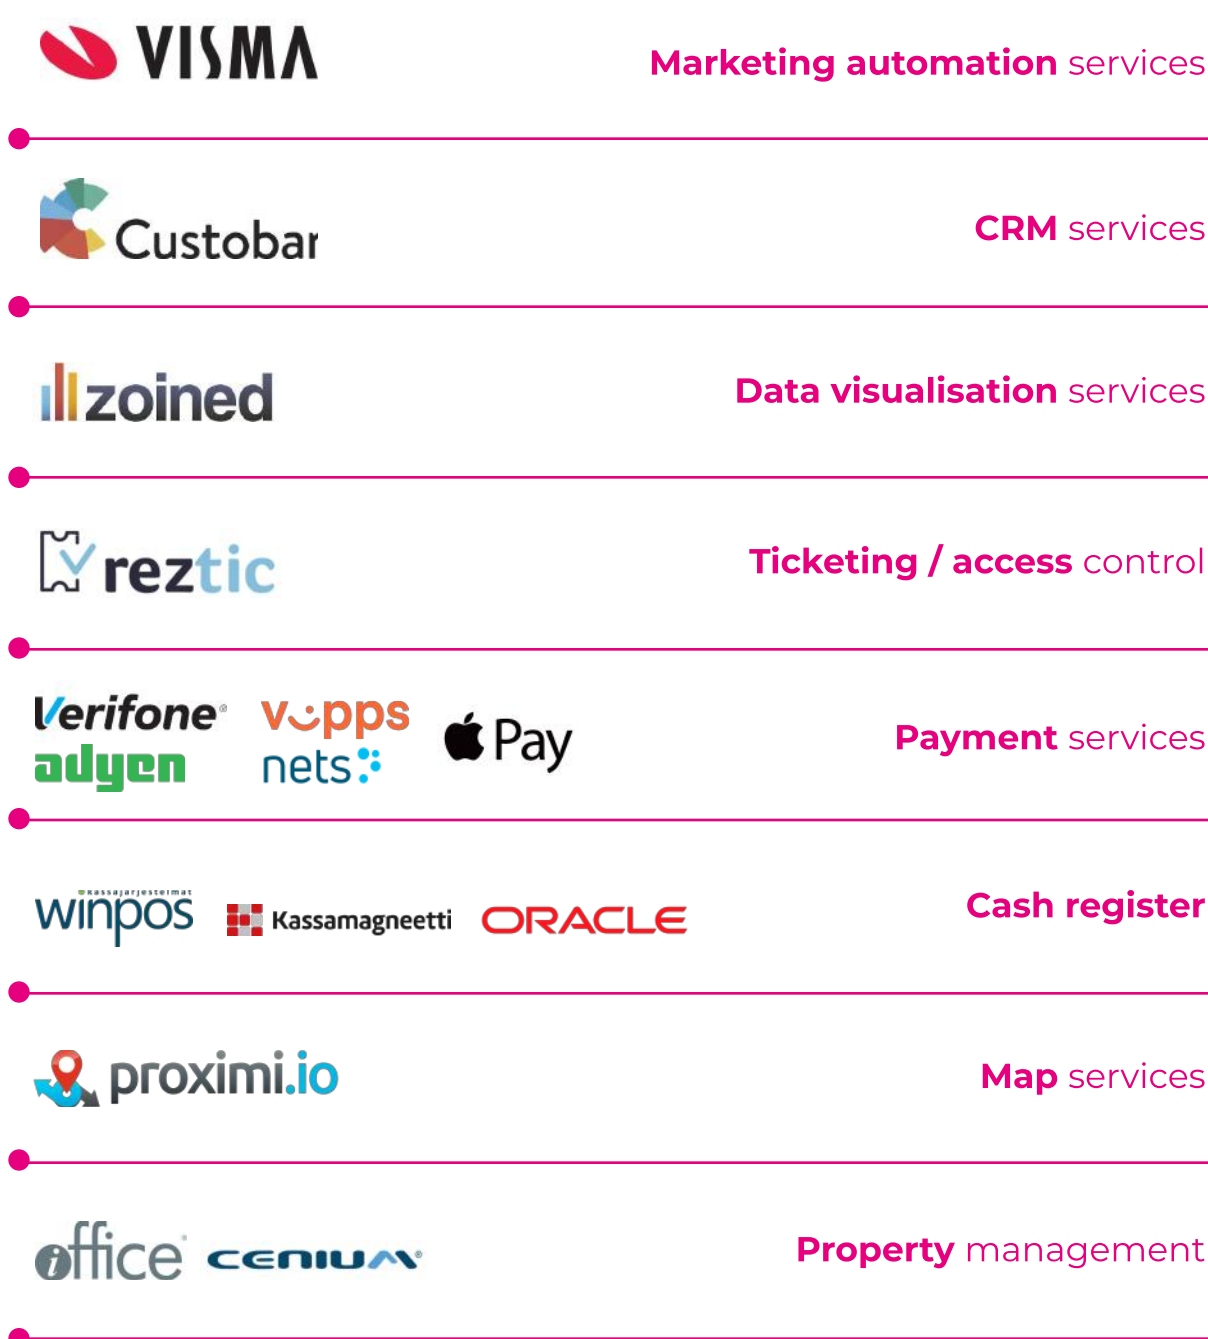 VISMA
Marketing automation services
Custobar
CRM services
zoined
Data visualisation services
reztic
Ticketing / access control
Verifone®
vipps
adyen
nets
Pay
Payment services
kassajärjestelmät
winpos
Kassamagneetti
ORACLE
Cash register
proximi.io
Map services
office®
CENIUM®
Property management